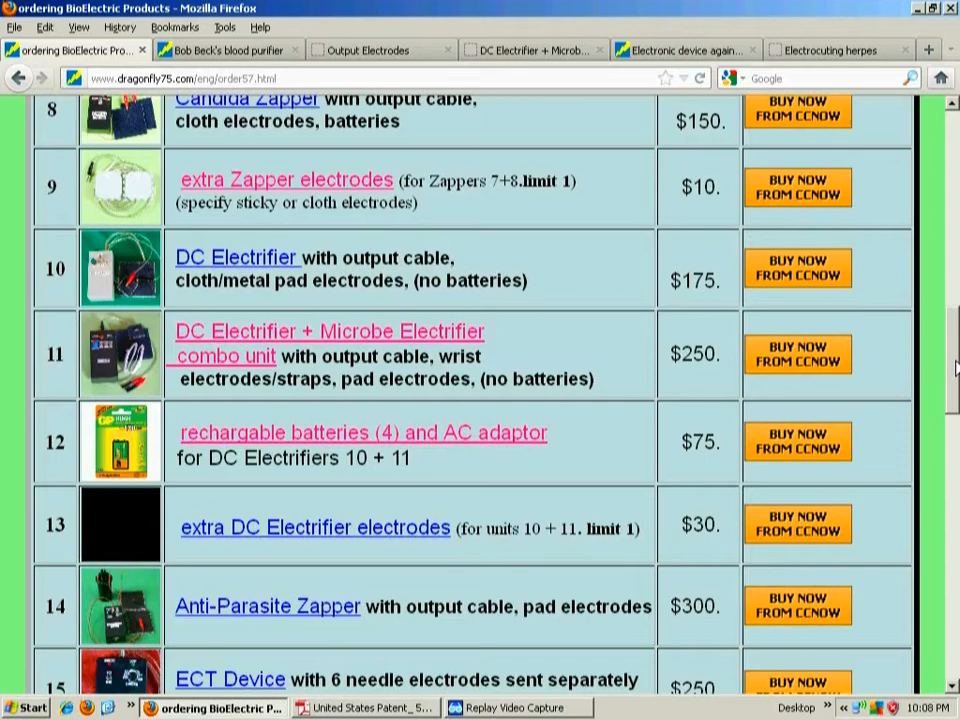 ordering BioElectric Products - Mozilla Firefox
File Edit View History Bookmarks Tools Help
ordering BioElectric Pro... Bob Beck's blood purifier Output Electrodes DC Electrifier + Microb... Electronic device again... Electrocuting herpes
www.dragonfly75.com/eng/order57.html
Google
8
Candida Zapper with output cable,
cloth electrodes, batteries
$150.
BUY NOW
FROM CCNOW
9
extra Zapper electrodes (for Zappers 7+8.limit 1)
(specify sticky or cloth electrodes)
$10.
BUY NOW
FROM CCNOW
10
DC Electrifier with output cable,
cloth/metal pad electrodes, (no batteries)
$175.
BUY NOW
FROM CCNOW
11
DC Electrifier + Microbe Electrifier
combo unit with output cable, wrist
electrodes/straps, pad electrodes, (no batteries)
$250.
BUY NOW
FROM CCNOW
12
rechargable batteries (4) and AC adaptor
for DC Electrifiers 10 + 11
$75.
BUY NOW
FROM CCNOW
13
extra DC Electrifier electrodes (for units 10 + 11. limit 1)
$30.
BUY NOW
FROM CCNOW
14
Anti-Parasite Zapper with output cable, pad electrodes
$300.
BUY NOW
FROM CCNOW
15
ECT Device with 6 needle electrodes sent separately
$250
BUY NOW
Start ordering BioElectric P... United States Patent_ 5... Replay Video Capture Desktop 10:08 PM